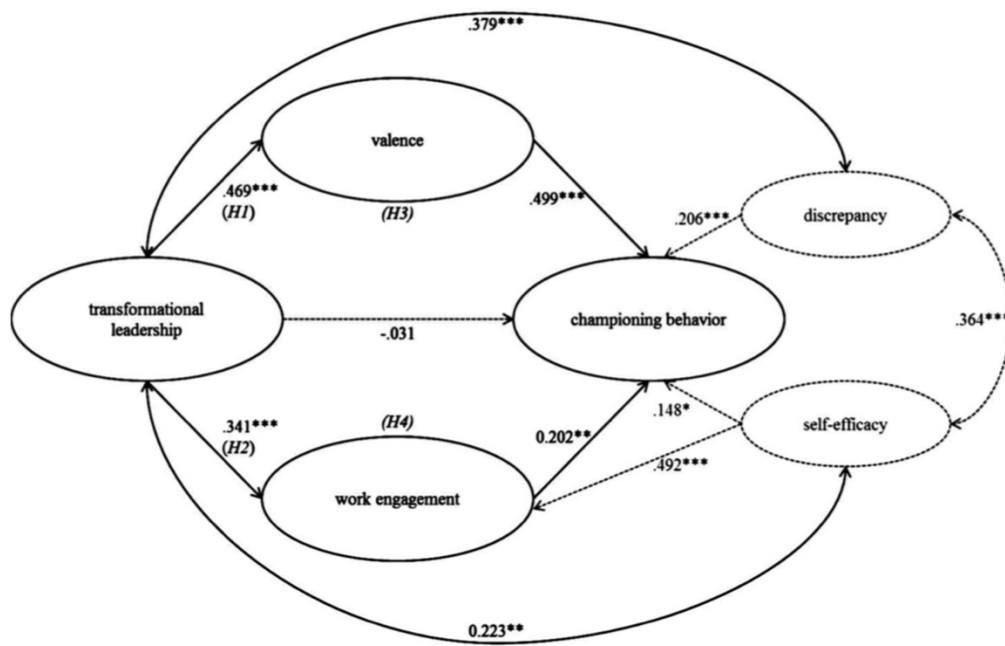 .379***
valence
.469***
(H1)
(H3)
.499***
.206***
discrepancy
transformational
leadership
-.031
championing behavior
.364***
.341***
(H2)
(H4)
0.202**
.148*
self-efficacy
.492***
work engagement
0.223**